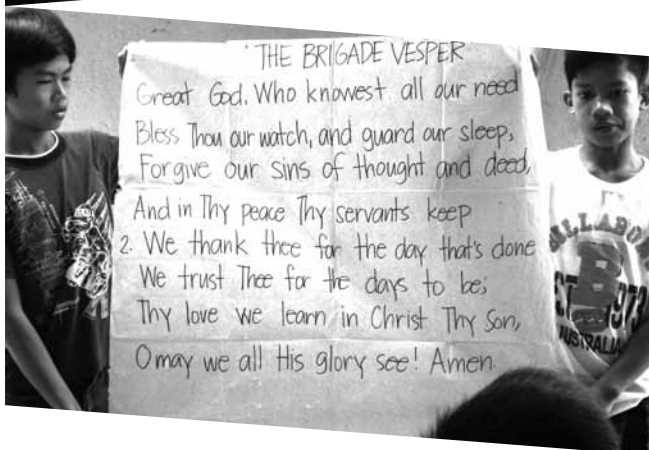 THE BRIGADE VESPER
Great God, Who knowest all our need
Bless Thou our watch, and guard our sleep,
Forgive our sins of thought and deed,
And in Thy peace Thy servants keep
2. We thank thee for the day that's done
We trust Thee for the days to be;
Thy love we learn in Christ Thy Son,
O may we all His glory see! Amen
BILLABO
1973
AUSTRALIA